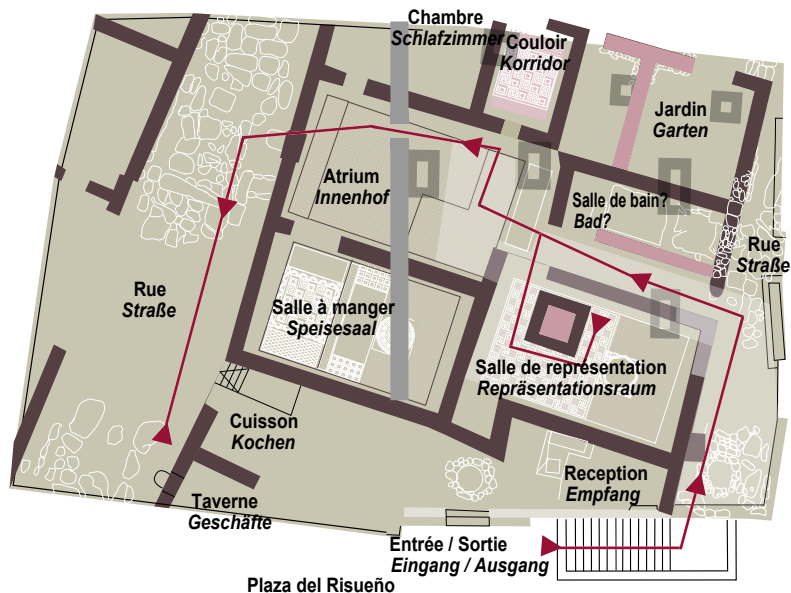 Chambre
Schlafzimmer
Couloir
Korridor
Jardin
Garten
Atrium
Innenhof
Salle de bain?
Bad?
Rue
Straße
Rue
Straße
Salle à manger
Speisesaal
Salle de représentation
Repräsentationsraum
Cuisson
Kochen
Reception
Empfang
Taverne
Geschäfte
Entrée / Sortie
Eingang / Ausgang
Plaza del Risueño